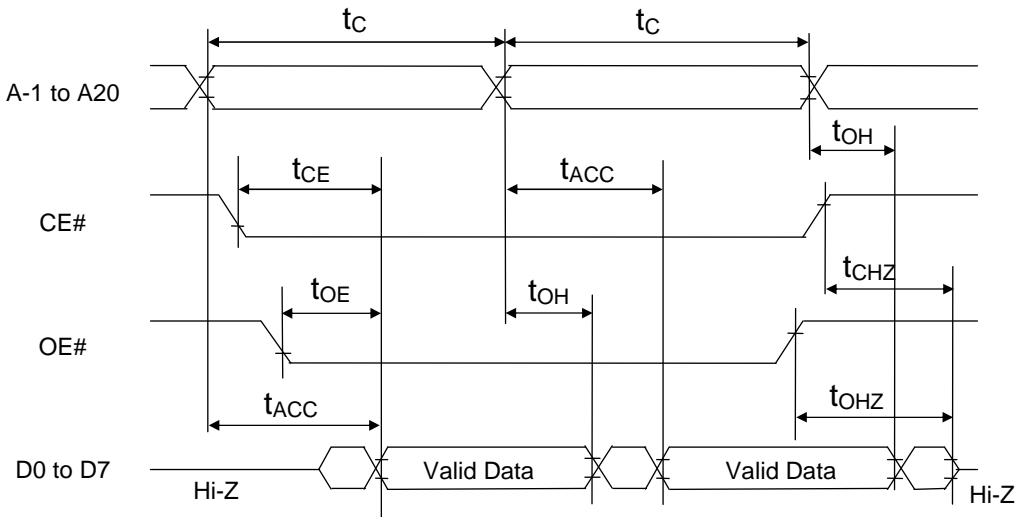 tC tC
A-1 to A20
tOH
tCE tACC
CE#
tCHZ
tOE tOH
OE#
tACC tOHZ
D0 to D7 Valid Data Valid Data
Hi-Z Hi-Z